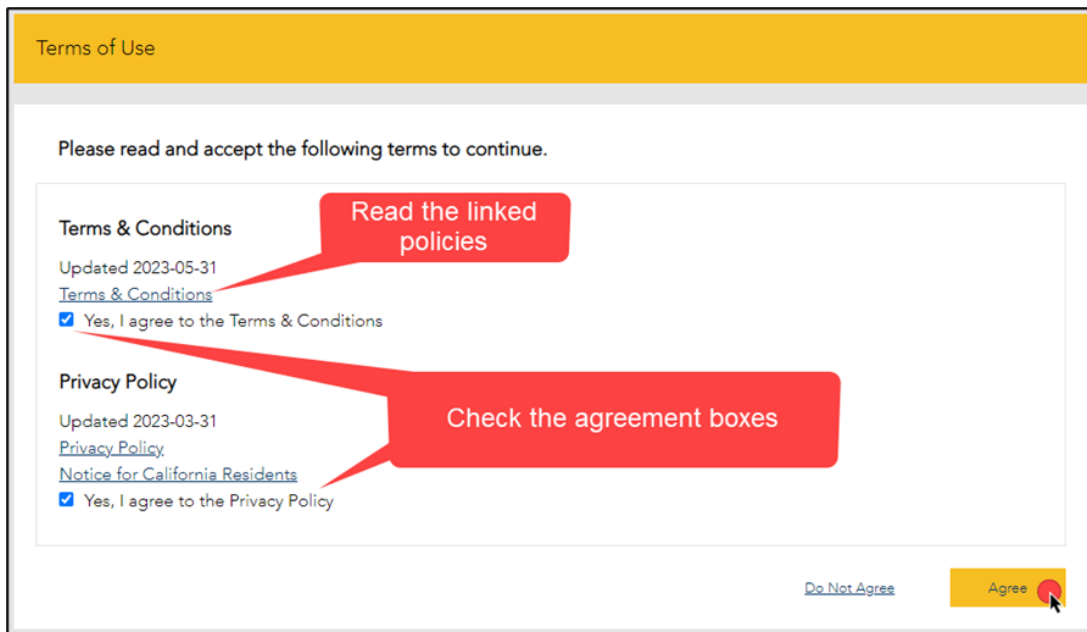 Terms of Use
Please read and accept the following terms to continue.
Read the linked
policies
Terms & Conditions
Updated 2023-05-31
Terms & Conditions
Yes, I agree to the Terms & Conditions
Privacy Policy
Updated 2023-03-31
Check the agreement boxes
Privacy Policy
Notice for California Residents
Yes, I agree to the Privacy Policy
Do Not Agree
Agree